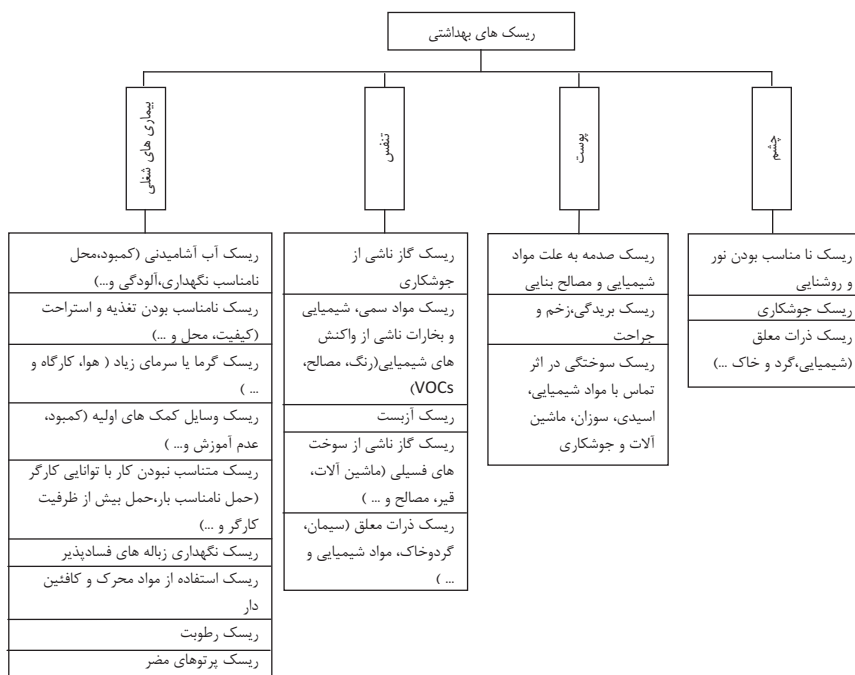 ریسک های بهداشتی
چشم
پوست
تنفس
بیماری های شغلی
ریسک نا مناسب بودن نور
و روشنایی
ریسک جوشکاری
ریسک ذرات معلق
(شیمیایی،گرد و خاک ...)
ریسک صدمه به علت مواد
شیمیایی و مصالح بنایی
ریسک بریدگی،زخم و
جراحت
ریسک سوختگی در اثر
تماس با مواد شیمیایی،
اسیدی، سوزان، ماشین
آلات و جوشکاری
ریسک گاز ناشی از
جوشکاری
ریسک مواد سمی، شیمیایی
و بخارات ناشی از واکنش
های شیمیایی(رنگ، مصالح،
VOCs)
ریسک آزبست
ریسک گاز ناشی از سوخت
های فسیلی (ماشین آلات،
قیر، مصالح و ... )
ریسک ذرات معلق (سیمان،
گردوخاک، مواد شیمیایی و
... )
ریسک آب آشامیدنی (کمبود،محل
نامناسب نگهداری،آلودگی و...)
ریسک نامناسب بودن تغذیه و استراحت
(کیفیت، محل و ...)
ریسک گرما یا سرمای زیاد ( هوا، کارگاه و
... )
ریسک وسایل کمک های اولیه (کمبود،
عدم آموزش و... )
ریسک متناسب نبودن کار با توانایی کارگر
(حمل نامناسب بار،حمل بیش از ظرفیت
کارگر و ...)
ریسک نگهداری زباله های فسادپذیر
ریسک استفاده از مواد محرک و کافئین
دار
ریسک رطوبت
ریسک پرتوهای مضر